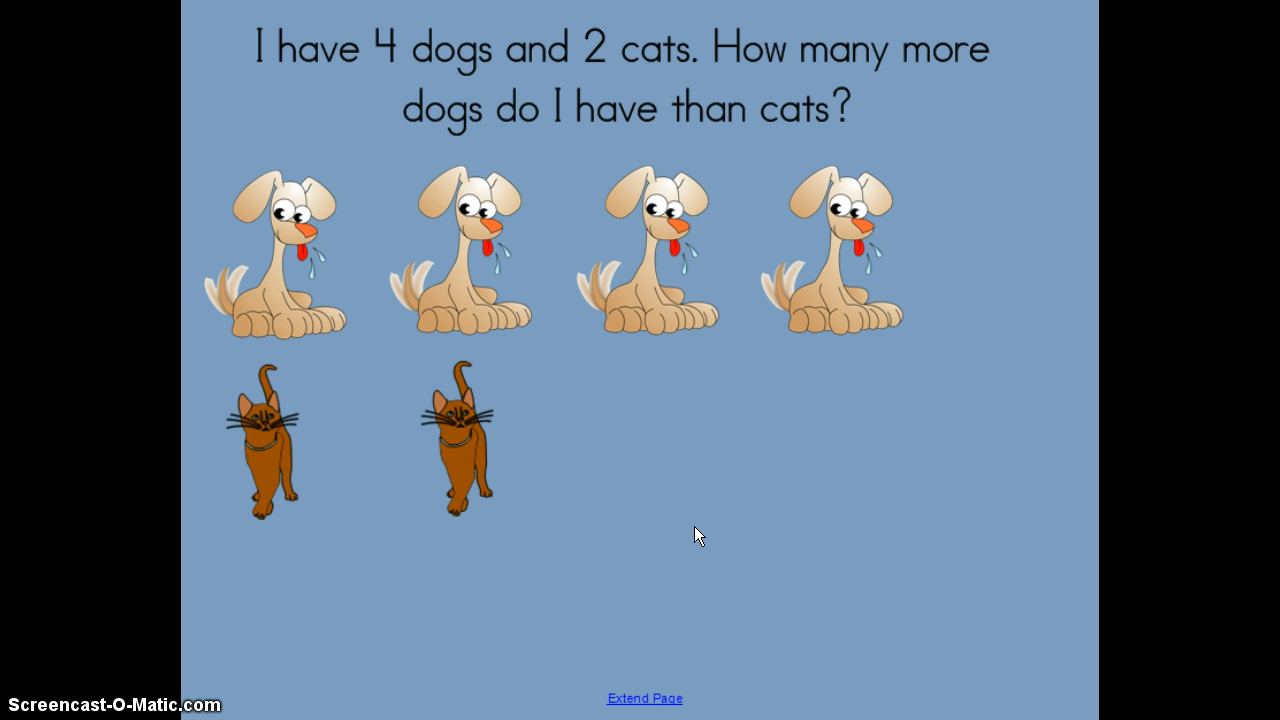 I have 4 dogs and 2 cats. How many more
dogs do I have than cats?
Extend Page
Screencast-O-Matic.com